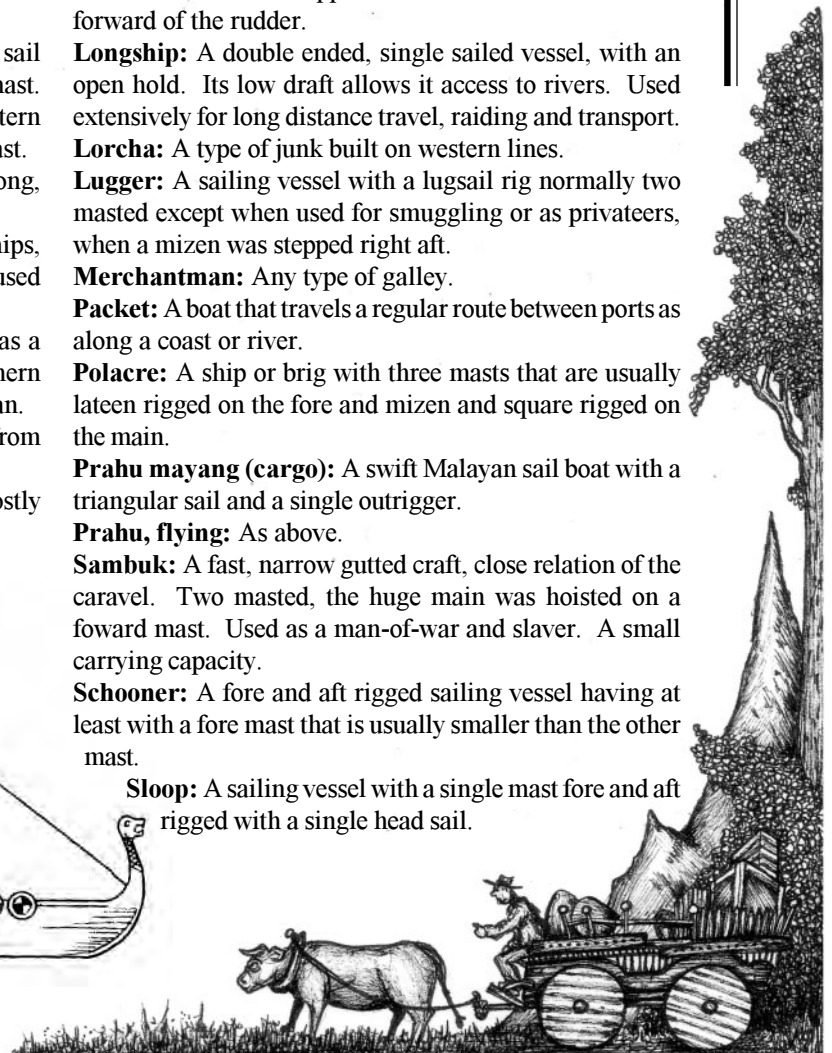 sail
mast.
tern
ast.
ong,
ips,
used
as a
hern
an.
from
ostly
forward of the rudder.
Longship: A double ended, single sailed vessel, with an
open hold. Its low draft allows it access to rivers. Used
extensively for long distance travel, raiding and transport.
Lorcha: A type of junk built on western lines.
Lugger: A sailing vessel with a lugsail rig normally two
masted except when used for smuggling or as privateers,
when a mizen was stepped right aft.
Merchantman: Any type of galley.
Packet: A boat that travels a regular route between ports as
along a coast or river.
Polacre: A ship or brig with three masts that are usually
lateen rigged on the fore and mizen and square rigged on
the main.
Prahu mayang (cargo): A swift Malayan sail boat with a
triangular sail and a single outrigger.
Prahu, flying: As above.
Sambuk: A fast, narrow gutted craft, close relation of the
caravel. Two masted, the huge main was hoisted on a
foward mast. Used as a man-of-war and slaver. A small
carrying capacity.
Schooner: A fore and aft rigged sailing vessel having at
least with a fore mast that is usually smaller than the other
mast.
Sloop: A sailing vessel with a single mast fore and aft
rigged with a single head sail.